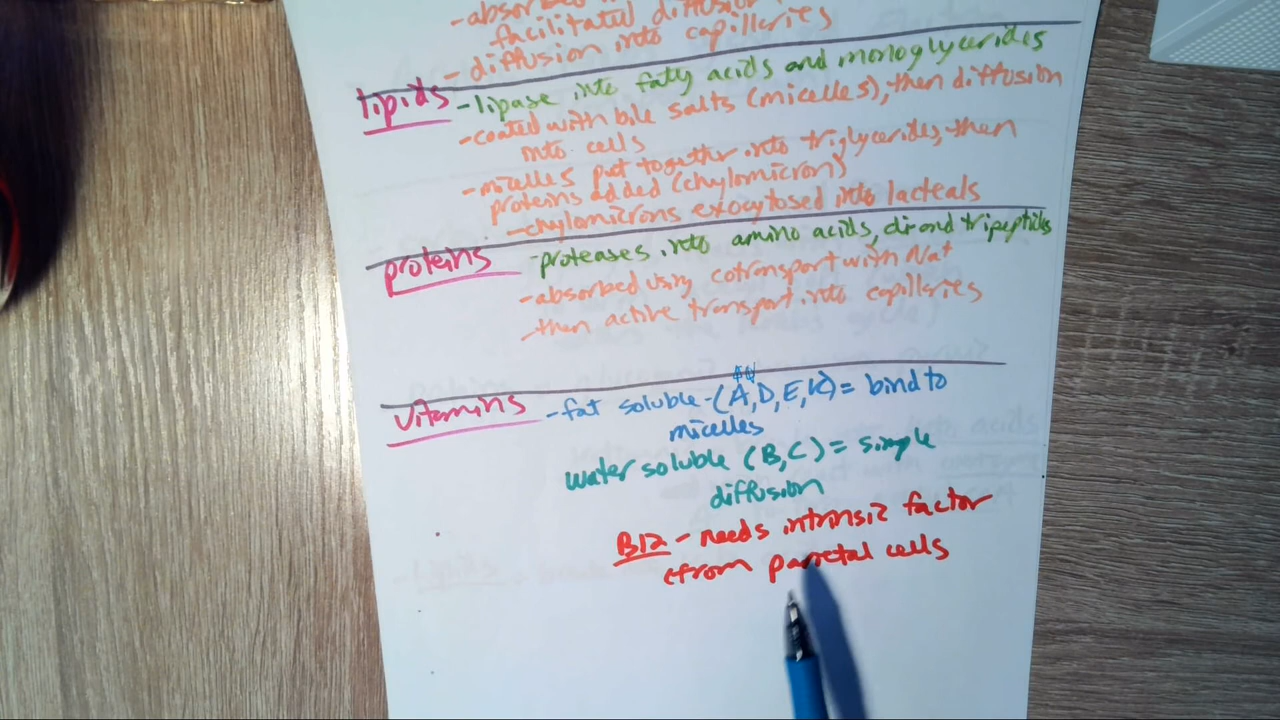 -absorbed
facilitated diffusion
- diffusion into capillaries
Lipids -lipase into fatty acids and monoglycerides
-coated with bile salts (micelles), then diffusion
into cells
-micelles put together into triglycerides, then
proteins added (chylomicron)
-chylomicrons exocytosed into lacteals
proteins -proteases into amino acids, di and tripeptides
-absorbed using cotransport with Na+
-then active transport into capillaries
vitamins -fat soluble-(A,D,E,K)= bind to
micelles
water soluble (B,C)= simple
diffusion
B12- needs intrinsic factor
from parietal cells